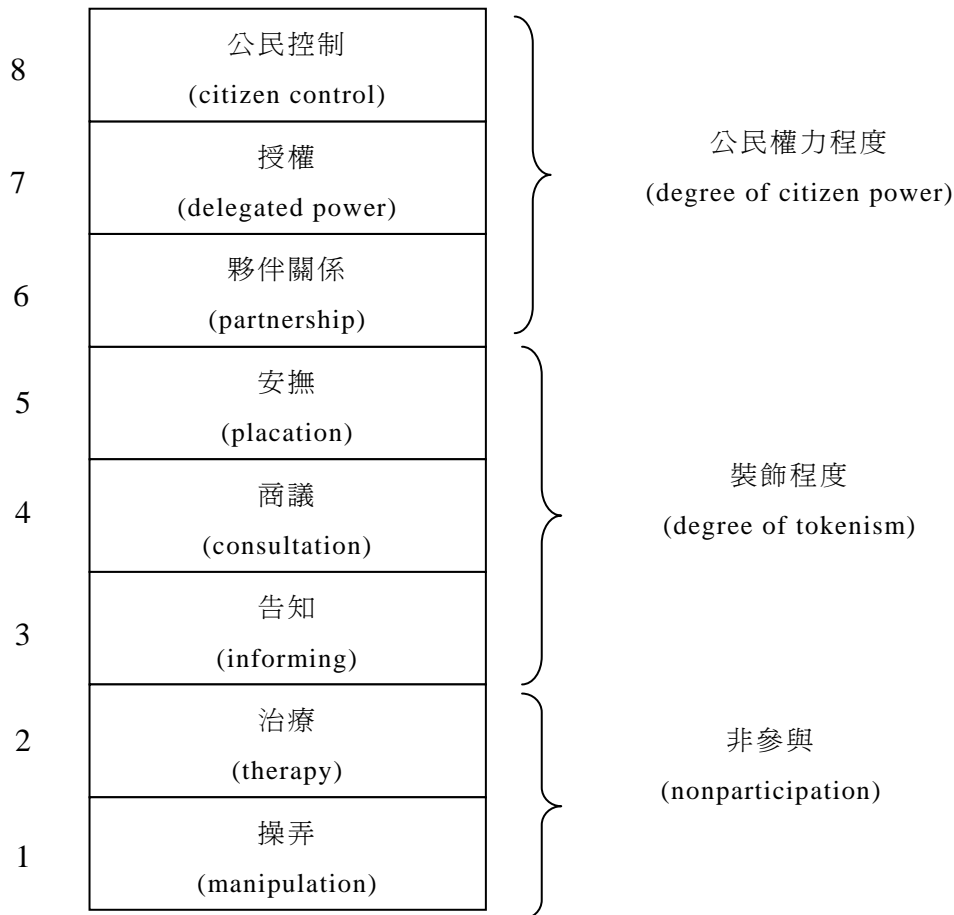 8
公民控制
(citizen control)
7
授權
(delegated power)
6
夥伴關係
(partnership)
公民權力程度
(degree of citizen power)
5
安撫
(placation)
4
商議
(consultation)
3
告知
(informing)
裝飾程度
(degree of tokenism)
2
治療
(therapy)
1
操弄
(manipulation)
非參與
(nonparticipation)